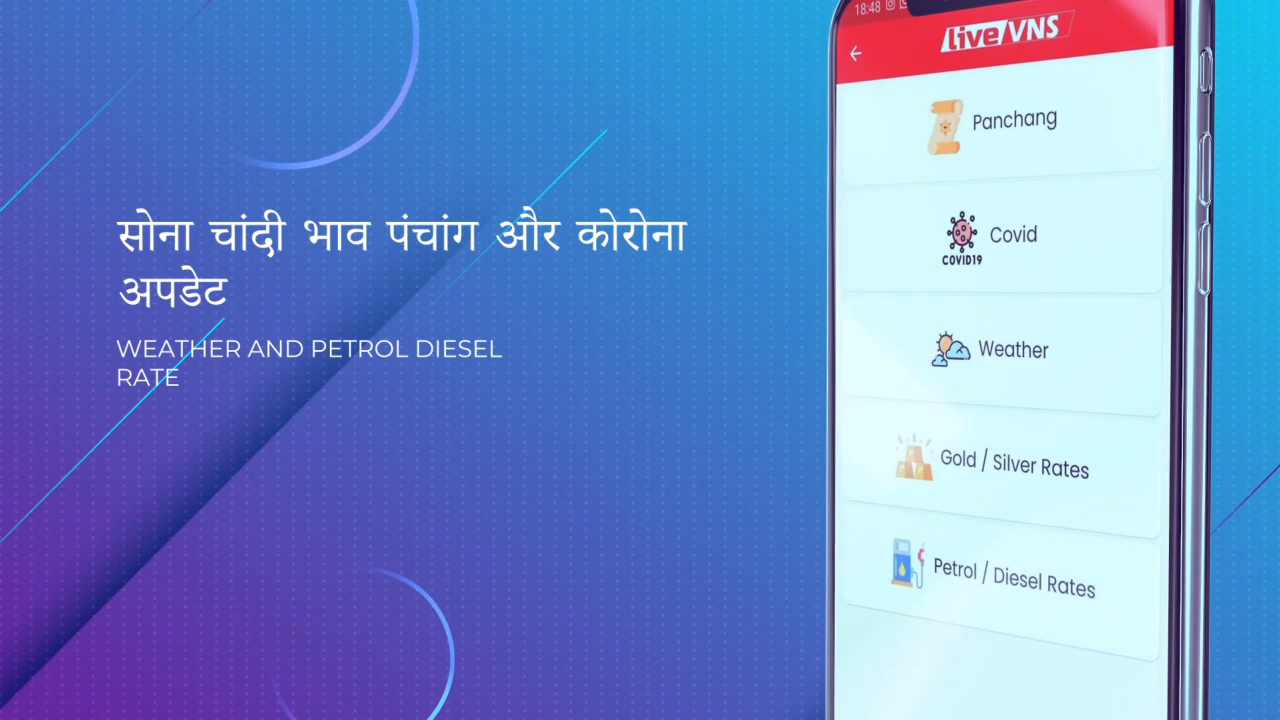 सोना चांदी भाव पंचांग और कोरोना
अपडेट
WEATHER AND PETROL DIESEL
RATE
18:48
live VNS
Panchang
COVID19
Covid
Weather
Gold / Silver Rates
Petrol / Diesel Rates